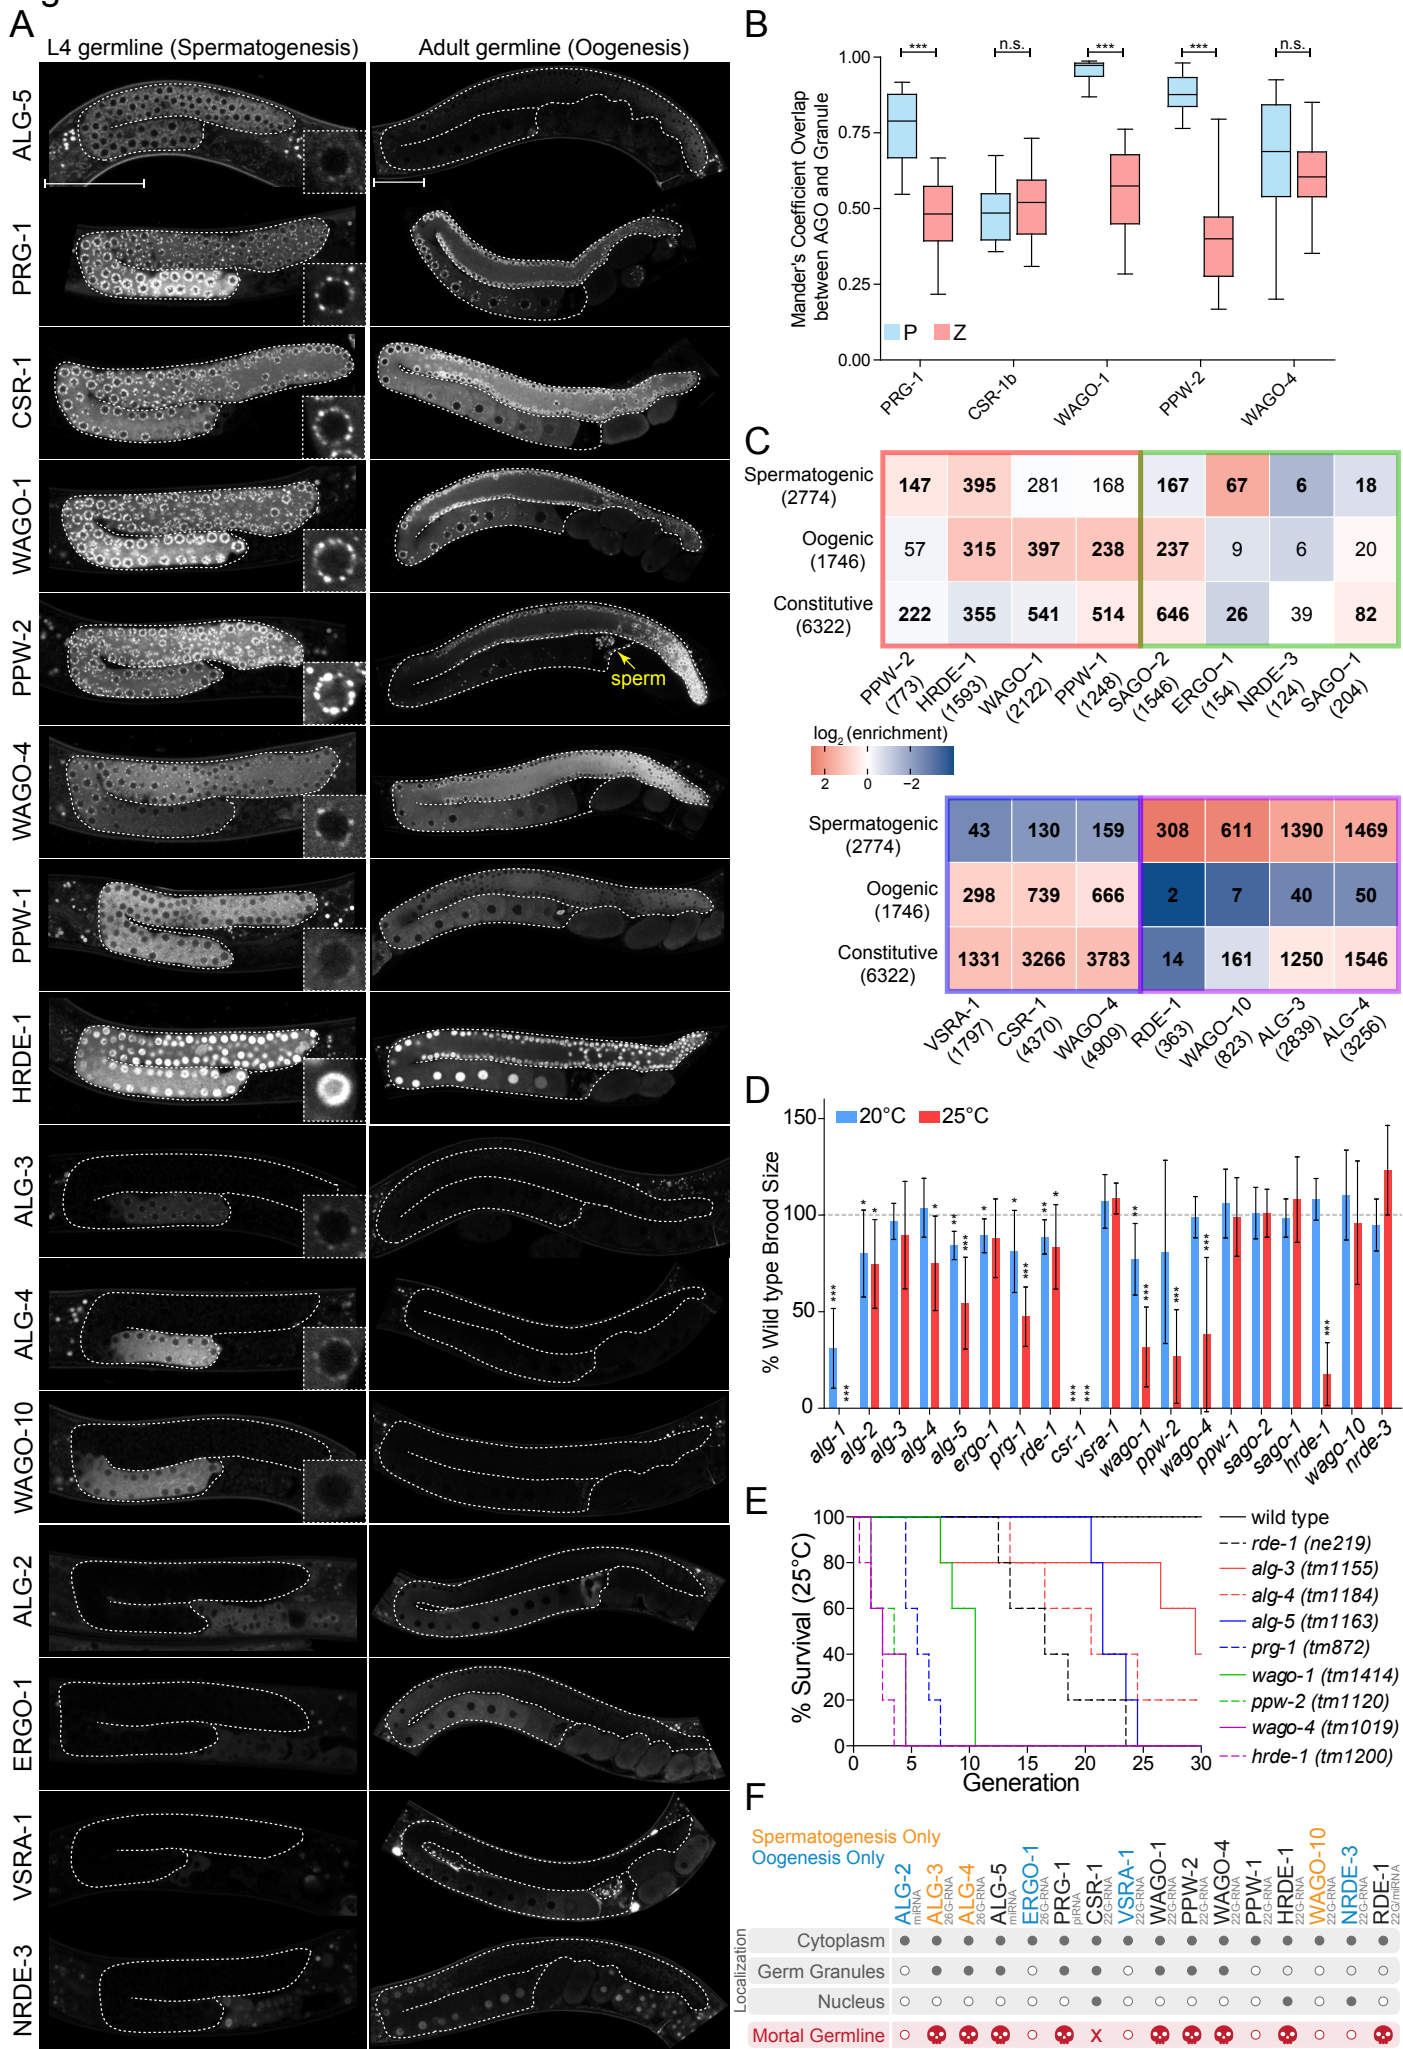 A
L4 germline (Spermatogenesis)
Adult germline (Oogenesis)
ALG-5
PRG-1
CSR-1
WAGO-1
PPW-2
sperm
WAGO-4
PPW-1
HRDE-1
ALG-3
ALG-4
WAGO-10
ALG-2
ERGO-1
VSRA-1
NRDE-3
B
Mander's Coefficient Overlap
between AGO and Granule
*** n.s. *** *** n.s.
1.00
0.75
0.50
0.25
0.00
P Z
PRG-1 CSR-1b WAGO-1 PPW-2 WAGO-4
C
Spermatogenic 147 395 281 168 167 67 6 18
(2774)
Oogenic 57 315 397 238 237 9 6 20
(1746)
Constitutive 222 355 541 514 646 26 39 82
(6322)
PPW-2 HRDE-1 WAGO-1 PPW-1 SAGO-2 ERGO-1 NRDE-3 SAGO-1
(773) (1593) (2122) (1248) (1546) (154) (124) (204)
log2 (enrichment)
2 0 −2
Spermatogenic 43 130 159 308 611 1390 1469
(2774)
Oogenic 298 739 666 2 7 40 50
(1746)
Constitutive 1331 3266 3783 14 161 1250 1546
(6322)
VSRA-1 CSR-1 WAGO-4 RDE-1 WAGO-10 ALG-3 ALG-4
(1797) (4370) (4909) (363) (823) (2839) (3256)
D
% Wild type Brood Size
20°C 25°C
150
100
50
0
*** *** * * * ** *** * * *** ** * *** *** ** *** *** *** ***
alg-1 alg-2 alg-3 alg-4 alg-5 ergo-1 prg-1 rde-1 csr-1 vsra-1 wago-1 ppw-2 wago-4 ppw-1 sago-2 sago-1 hrde-1 wago-10 nrde-3
E
% Survival (25°C)
100
80
60
40
20
0
0 5 10 15 20 25 30
Generation
wild type
rde-1 (ne219)
alg-3 (tm1155)
alg-4 (tm1184)
alg-5 (tm1163)
prg-1 (tm872)
wago-1 (tm1414)
ppw-2 (tm1120)
wago-4 (tm1019)
hrde-1 (tm1200)
F
Spermatogenesis Only
Oogenesis Only
ALG-2 ALG-3 ALG-4 ALG-5 ERGO-1 PRG-1 CSR-1 VSRA-1 WAGO-1 PPW-2 WAGO-4 PPW-1 HRDE-1 WAGO-10 NRDE-3 RDE-1
miRNA 26G-RNA 26G-RNA miRNA 26G-RNA piRNA 22G-RNA 22G-RNA 22G-RNA 22G-RNA 22G-RNA 22G-RNA 22G-RNA 22G-RNA 22G-RNA 22G/miRNA
Localization
Cytoplasm
Germ Granules
Nucleus
Mortal Germline X